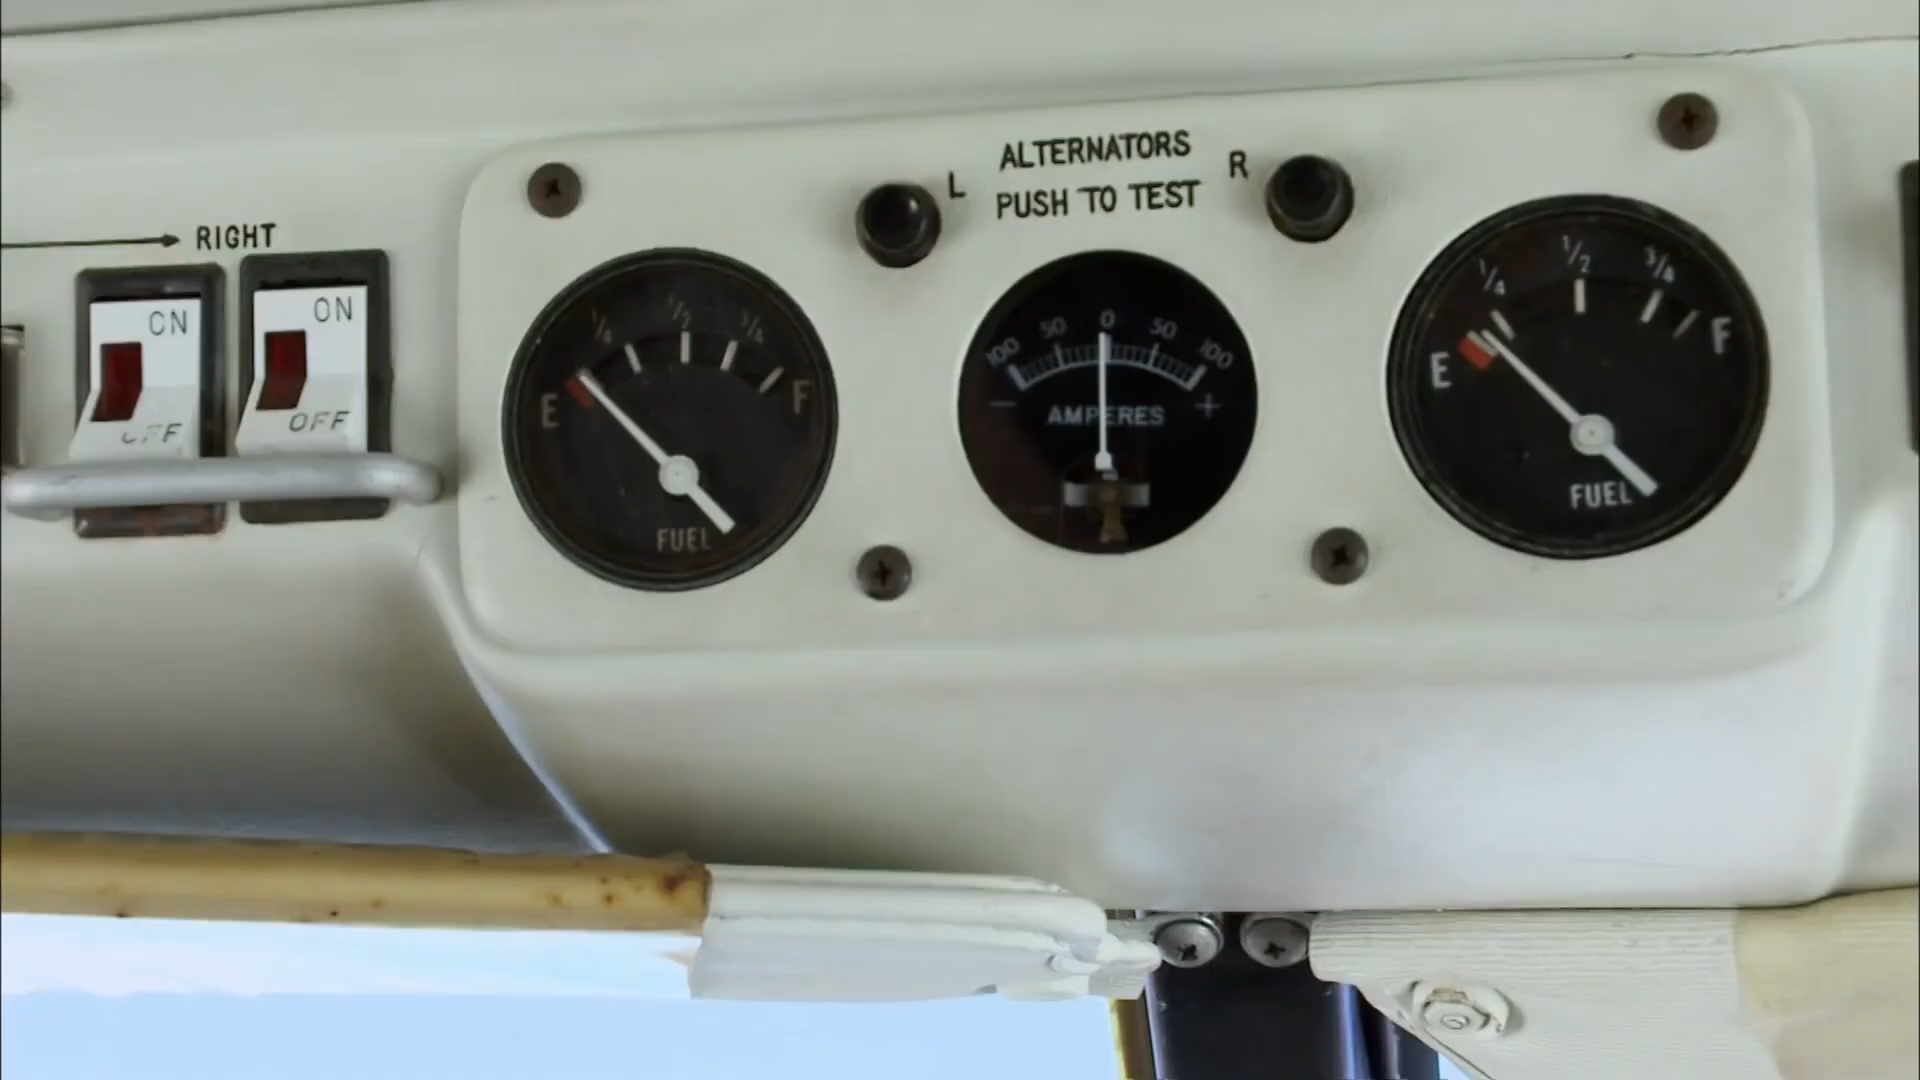 RIGHT
ON
OFF
ON
OFF
L
ALTERNATORS
PUSH TO TEST
R
E
1/4
1/2
3/4
F
FUEL
100 50 0 50 100
- +
AMPERES
E
1/4
1/2
3/4
F
FUEL